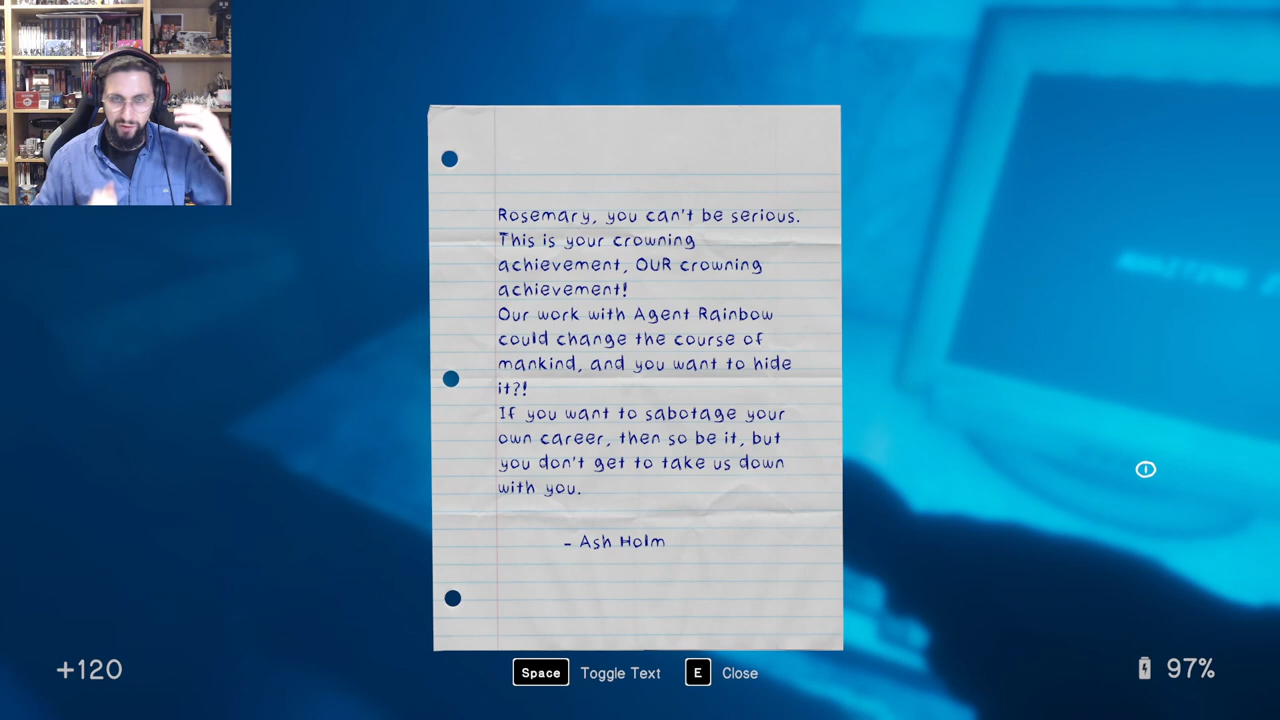 Rosemary, you can't be serious.
This is your crowning
achievement, OUR crowning
achievement!
Our work with Agent Rainbow
could change the course of
mankind, and you want to hide
it?!
If you want to sabotage your
own career, then so be it, but
you don't get to take us down
with you.
- Ash Holm
+120
Space Toggle Text E Close
97%